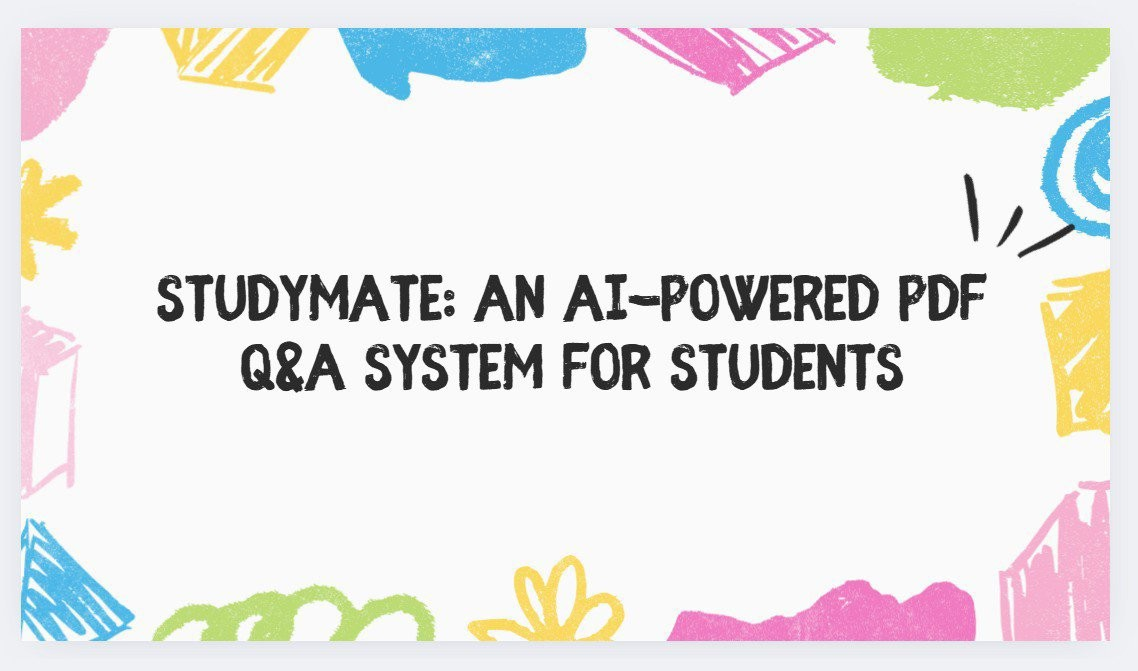 STUDYMATE: AN AI-POWERED PDF
Q&A SYSTEM FOR STUDENTS